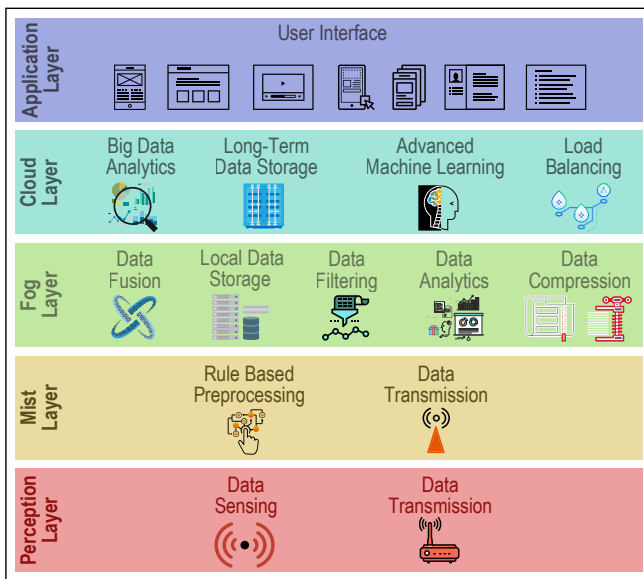 Application
Layer
User Interface
Cloud
Layer
Big Data
Analytics
Long-Term
Data Storage
Advanced
Machine Learning
Load
Balancing
Fog
Layer
Data
Fusion
Local Data
Storage
Data
Filtering
Data
Analytics
Data
Compression
Mist
Layer
Rule Based
Preprocessing
Data
Transmission
Perception
Layer
Data
Sensing
Data
Transmission